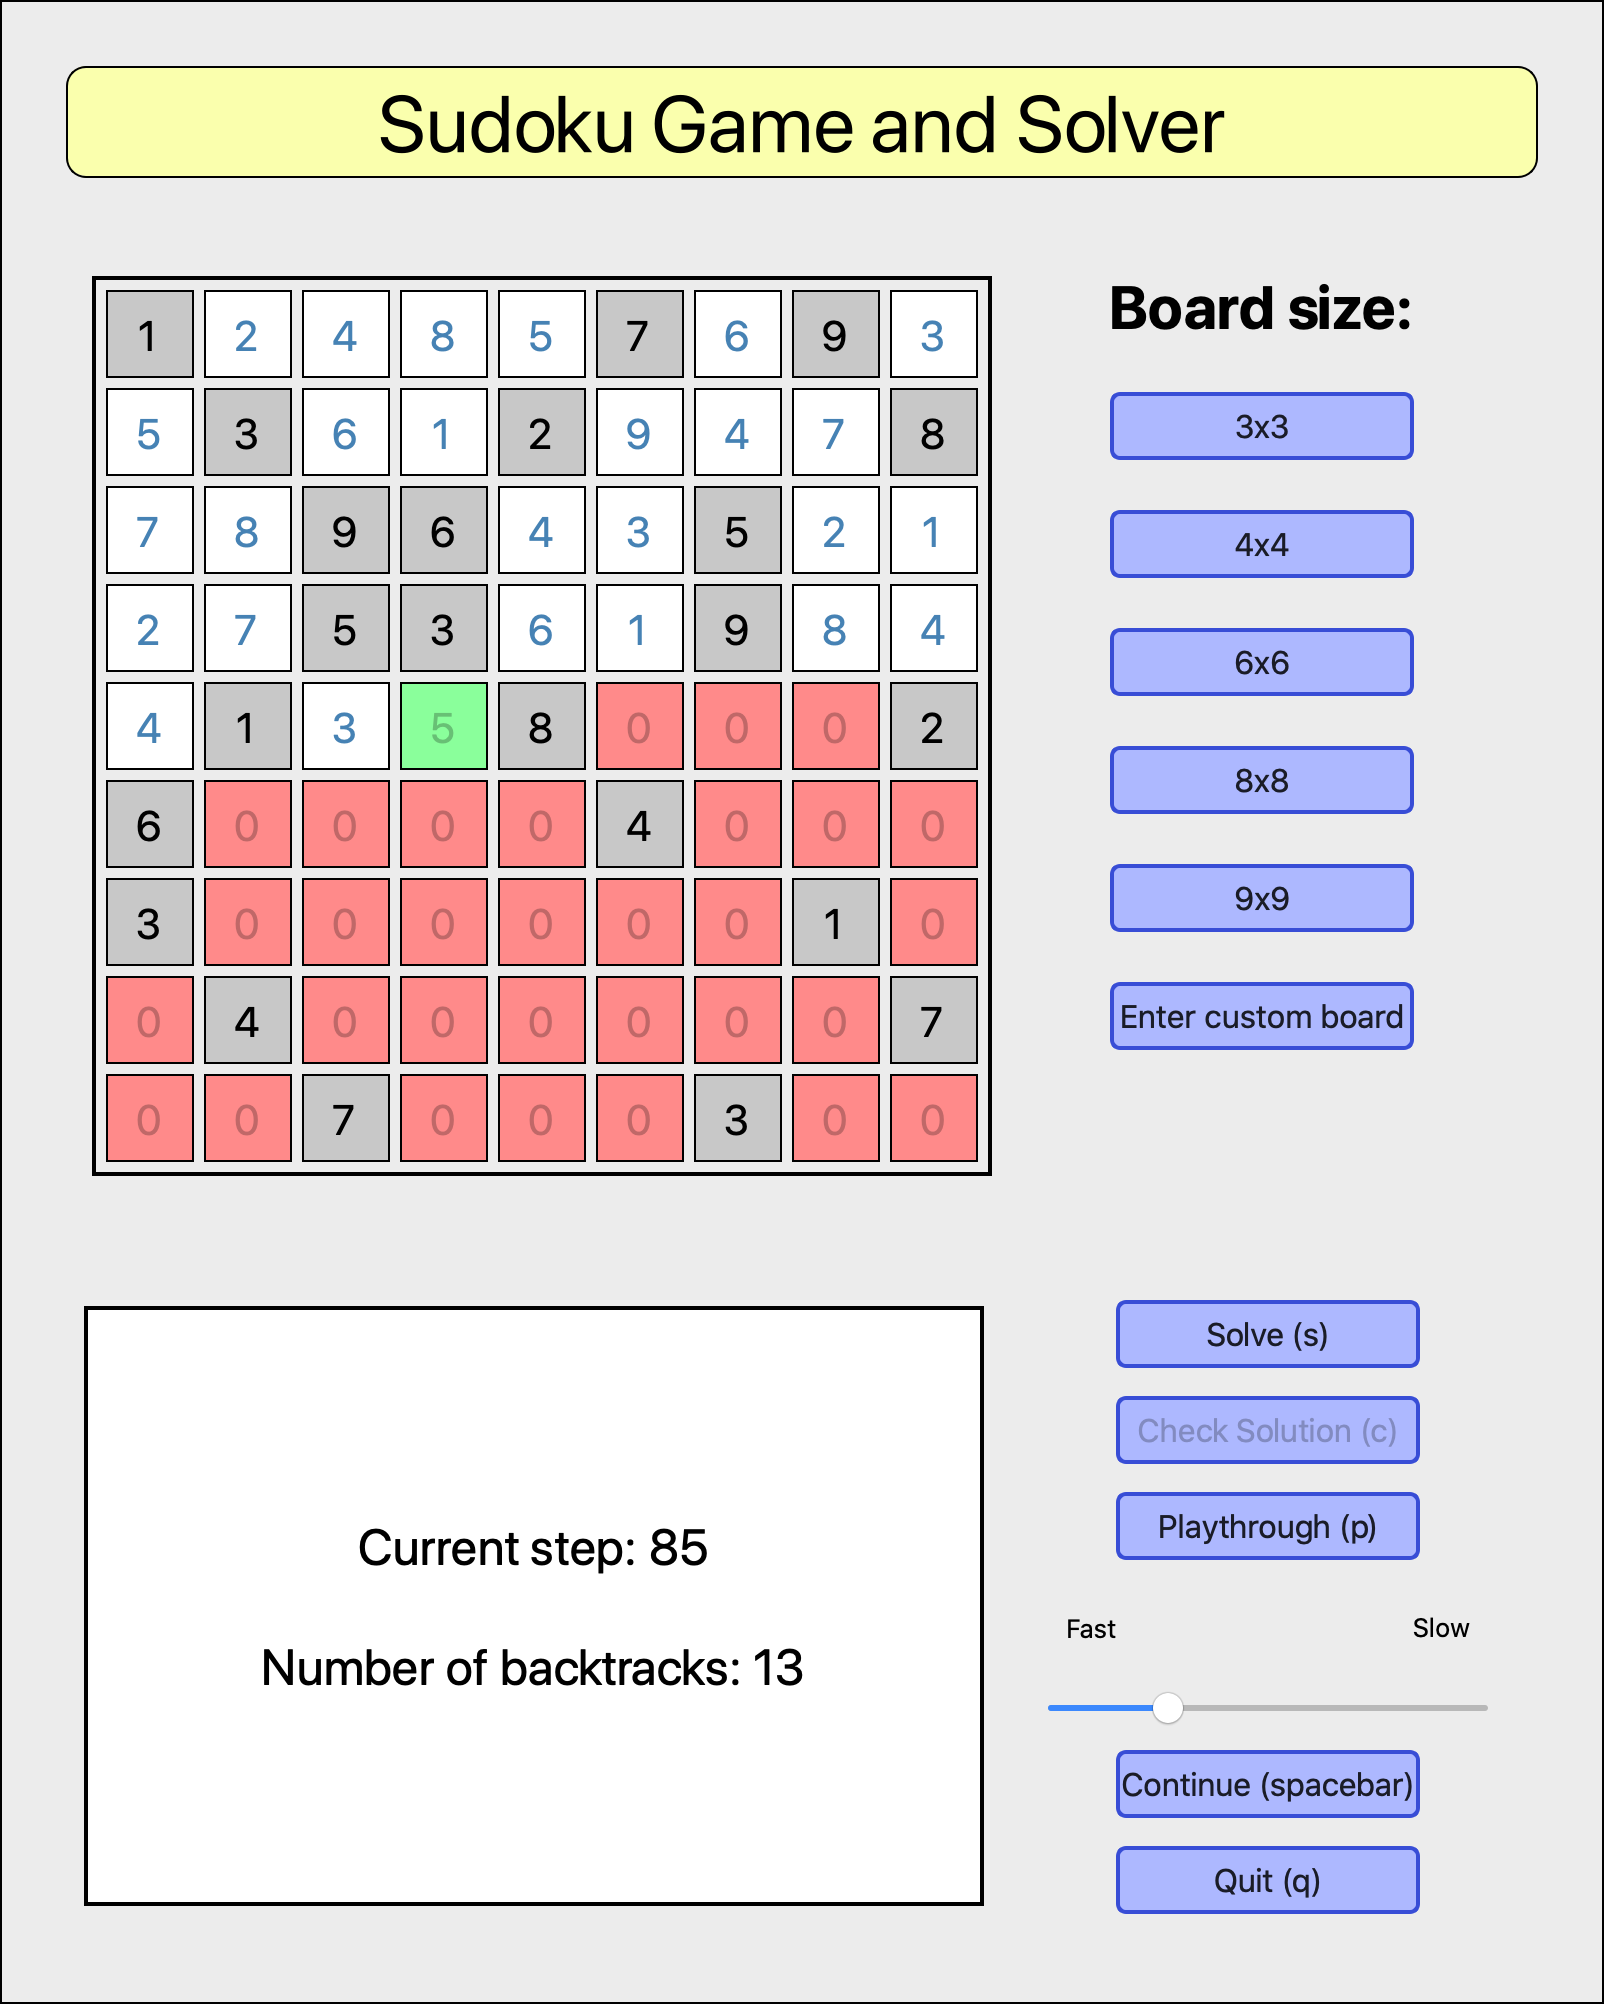 Sudoku Game and Solver
Board size:
1 2 4 8 5 7 6 9 3
5 3 6 1 2 9 4 7 8
7 8 9 6 4 3 5 2 1
2 7 5 3 6 1 9 8 4
4 1 3 5 8 0 0 0 2
6 0 0 0 0 4 0 0 0
3 0 0 0 0 0 0 1 0
0 4 0 0 0 0 0 0 7
0 0 7 0 0 0 3 0 0
3x3
4x4
6x6
8x8
9x9
Enter custom board
Current step: 85
Number of backtracks: 13
Solve (s)
Check Solution (c)
Playthrough (p)
Fast Slow
Continue (spacebar)
Quit (q)